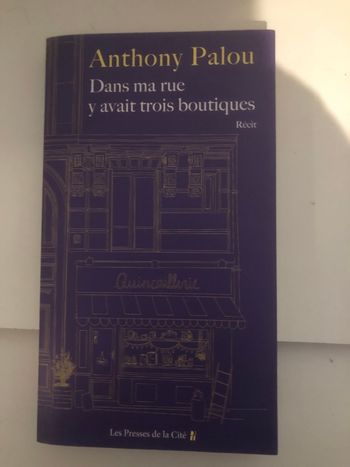 Anthony Palou
Dans ma rue
y avait trois boutiques
Récit
Quincaillerie
Les Presses de la Cité